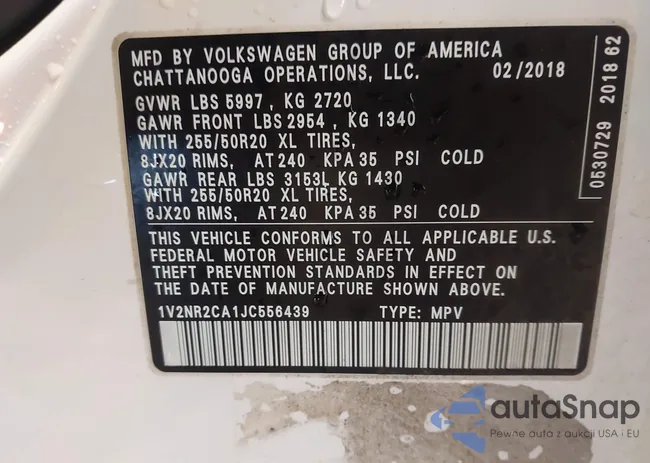 MFD BY VOLKSWAGEN GROUP OF AMERICA
CHATTANOOGA OPERATIONS, LLC. 02/2018
GVWR LBS 5997 , KG 2720
GAWR FRONT LBS 2954 , KG 1340
WITH 255/50R20 XL TIRES,
8JX20 RIMS, AT 240 KPA 35 PSI COLD
GAWR REAR LBS 3153L KG 1430
WITH 255/50R20 XL TIRES,
8JX20 RIMS, AT 240 KPA 35 PSI COLD
THIS VEHICLE CONFORMS TO ALL APPLICABLE U.S.
FEDERAL MOTOR VEHICLE SAFETY AND
THEFT PREVENTION STANDARDS IN EFFECT ON
THE DATE OF MANUFACTURE SHOWN ABOVE.
1V2NR2CA1JC556439 TYPE: MPV
0530729 2018 62
autoSnap
Pewne auta z aukcji USA i EU